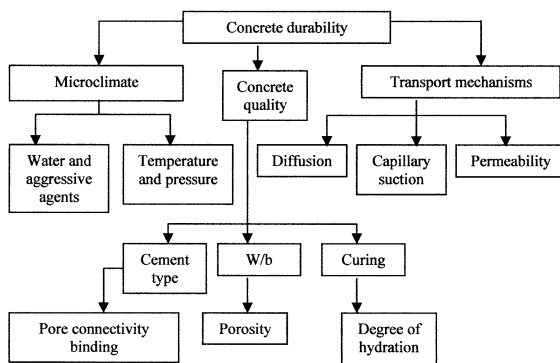 Concrete durability
Microclimate
Concrete
quality
Transport mechanisms
Water and
aggressive
agents
Temperature
and pressure
Diffusion
Capillary
suction
Permeability
Cement
type
W/b
Curing
Pore connectivity
binding
Porosity
Degree of
hydration